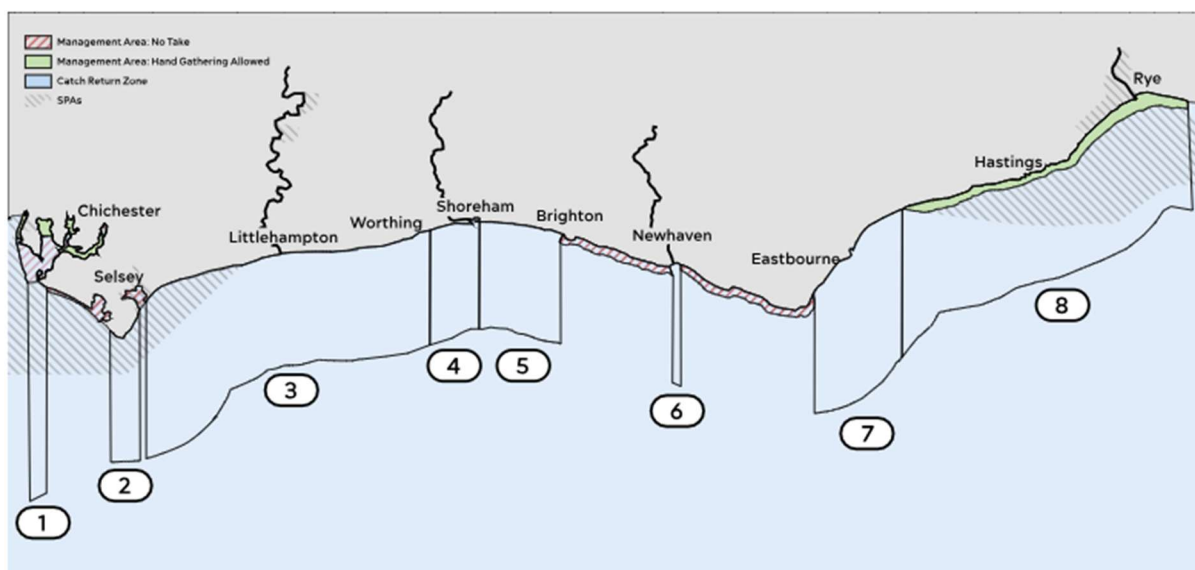 Management Area: No Take
Management Area: Hand Gathering Allowed
Catch Return Zone
SPAs
Rye
Hastings
Chichester
Shoreham
Brighton
Worthing
Littlehampton
Newhaven
Eastbourne
Selsey
8
4
5
3
6
7
2
1